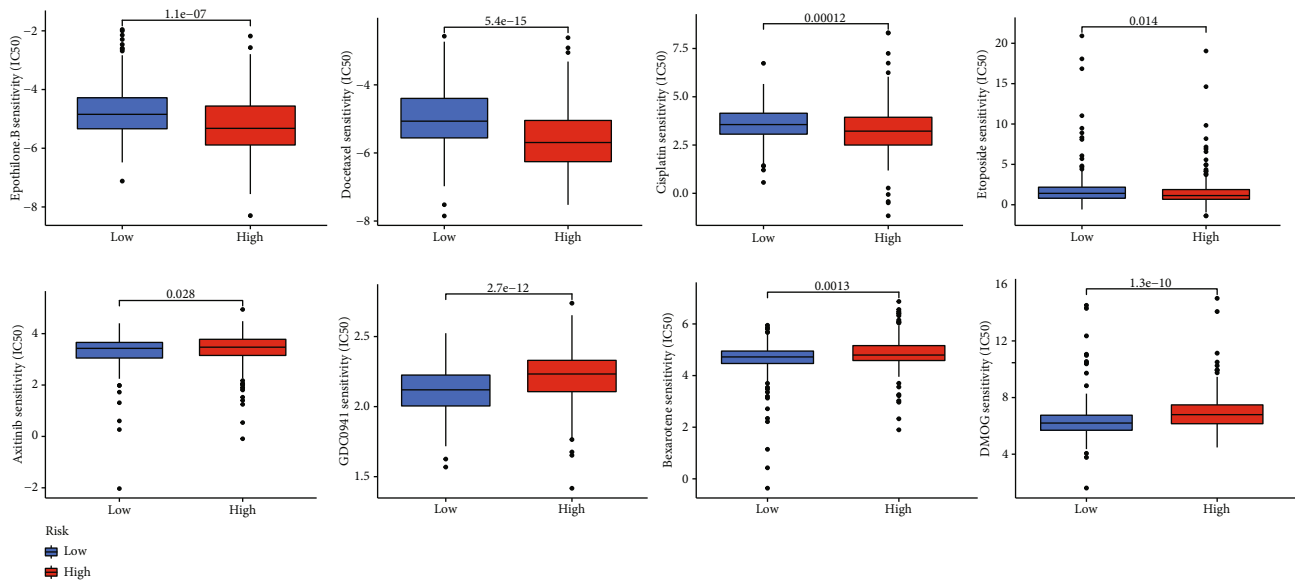 1.1e−07
−2
−4
−6
−8
Epothilone.B sensitivity (IC50)
Low
High
5.4e−15
−4
−6
−8
Docetaxel sensitivity (IC50)
Low
High
0.00012
7.5
5.0
2.5
0.0
Cisplatin sensitivity (IC50)
Low
High
0.014
20
15
10
5
0
Etoposide sensitivity (IC50)
Low
High
0.028
4
2
0
−2
Axitinib sensitivity (IC50)
Low
High
2.7e−12
2.5
2.0
1.5
GDC0941 sensitivity (IC50)
Low
High
0.0013
6
4
2
0
Bexarotene sensitivity (IC50)
Low
High
1.3e−10
16
12
8
4
DMOG sensitivity (IC50)
Low
High
Risk
Low
High